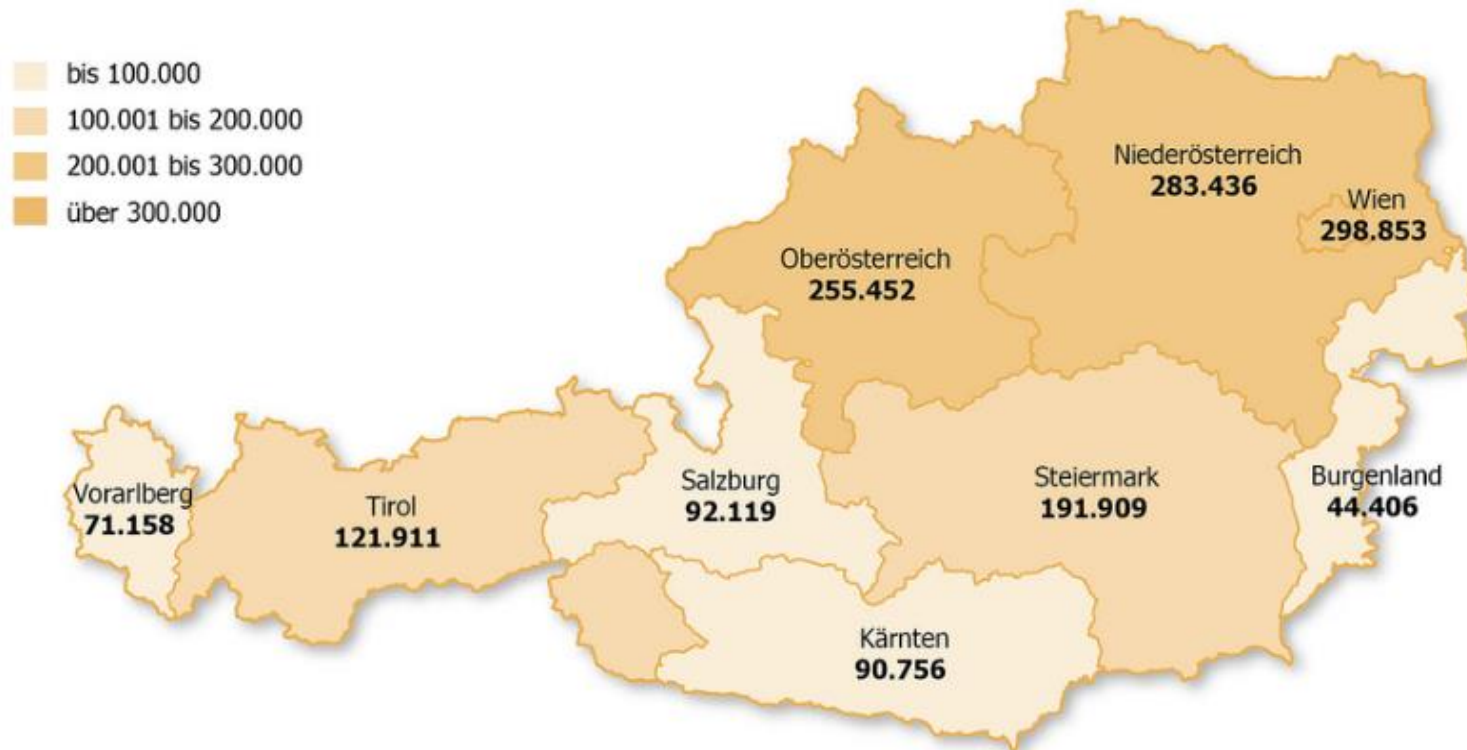 bis 100.000
100.001 bis 200.000
200.001 bis 300.000
über 300.000
Niederösterreich
283.436
Wien
298.853
Oberösterreich
255.452
Vorarlberg
71.158
Tirol
121.911
Salzburg
92.119
Steiermark
191.909
Burgenland
44.406
Kärnten
90.756